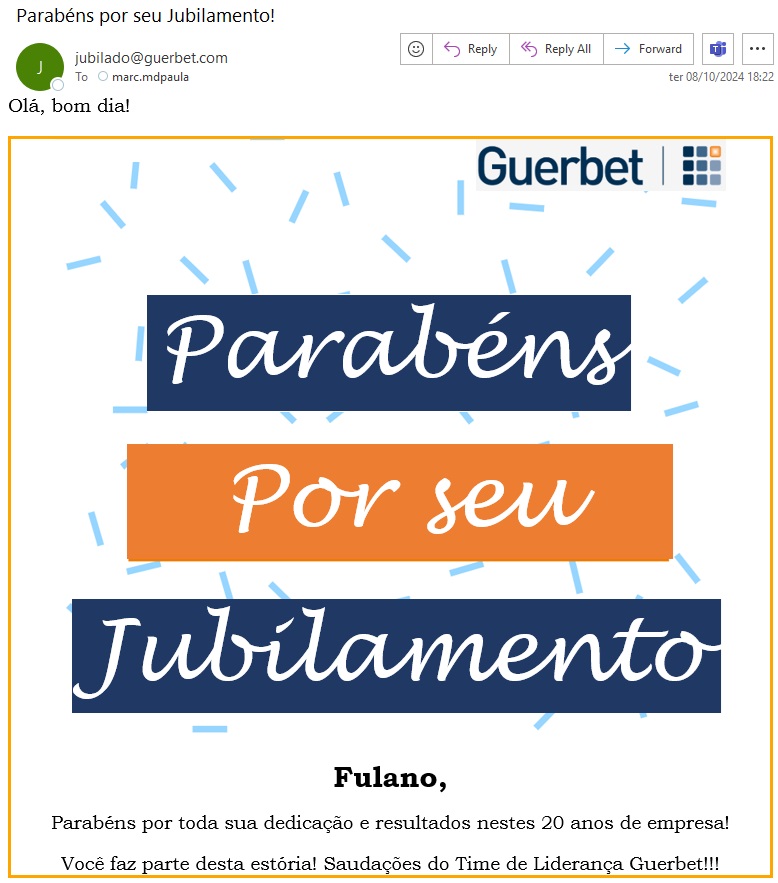 Parabéns por seu Jubilamento!
J
jubilado@guerbet.com
To marc.mdpaula
Reply
Reply All
Forward
ter 08/10/2024 18:22
Olá, bom dia!
Guerbet
Parabéns
Por seu
Jubilamento
Fulano,
Parabéns por toda sua dedicação e resultados nestes 20 anos de empresa!
Você faz parte desta estória! Saudações do Time de Liderança Guerbet!!!